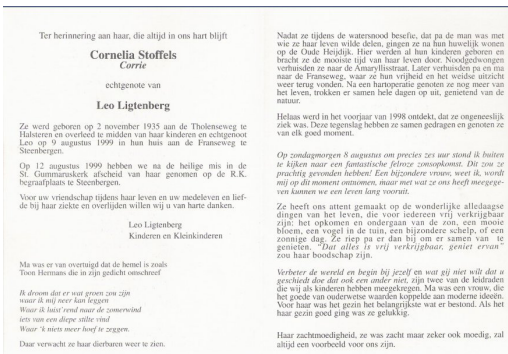 Ter herinnering aan haar, die altijd in ons hart blijft
Cornelia Stoffels
Corrie
echtgenote van
Leo Ligtenberg
Ze werd geboren op 2 november 1935 aan de Tholenseweg te
Halsteren en overleed te midden van haar kinderen en echtgenoot
Leo op 9 augustus 1999 in hun huis aan de Franseweg te
Steenbergen.
Op 12 augustus 1999 hebben we na de heilige mis in de
St. Gummaruskerk afscheid van haar genomen op de R.K.
begraafplaats te Steenbergen.
Voor uw vriendschap tijdens haar leven en uw medeleven en lief-
de bij haar ziekte en overlijden willen wij u van harte danken.
Leo Ligtenberg
Kinderen en Kleinkinderen
Ma was er van overtuigd dat de hemel is zoals
Toon Hermans die in zijn gedicht omschreef
Ik droom dat er wat groen zou zijn
waar ik mij neer kan leggen
Waar ik luist'rend naar de zomerwind
iets van een diepe stilte vind
Waar 'k niets meer hoef te zeggen.
Daar verwacht ze haar dierbaren weer te zien.
Nadat ze tijdens de watersnood besefte, dat pa de man was met
wie ze haar leven wilde delen, gingen ze na hun huwelijk wonen
op de Oude Heijdijk. Hier werden al hun kinderen geboren en
bracht ze de mooiste tijd van haar leven door. Noodgedwongen
verhuisden ze naar de Amaryllisstraat. Later verhuisden pa en ma
naar de Franseweg, waar ze hun vrijheid en het weidse uitzicht
weer terug vonden. Na een hartoperatie genoten ze nog meer van
het leven, trokken er samen hele dagen op uit, genietend van de
natuur.
Helaas werd in het voorjaar van 1998 ontdekt, dat ze ongeneeslijk
ziek was. Deze tegenslag hebben ze samen gedragen en genoten ze
van elk goed moment.
Op zondagmorgen 8 augustus om precies zes uur stond ik buiten
te kijken naar een fantastische felroze zonsopkomst. Dit zou ze
prachtig gevonden hebben! Een bijzondere vrouw, weet ik, wordt
mij op dit moment ontnomen, maar met wat ze ons heeft meegege-
ven kunnen we een leven lang vooruit.
Ze heeft ons attent gemaakt op de wonderlijke alledaagse
dingen van het leven, die voor iedereen vrij verkrijgbaar
zijn: het opkomen en ondergaan van de zon, een mooie
bloem, een vogel in de tuin, een bijzondere schelp, of een
zonnige dag. Ze riep pa er dan bij om er samen van te
genieten. "Dat alles is vrij verkrijgbaar, geniet ervan"
zou haar boodschap zijn.
Verbeter de wereld en begin bij jezelf en wat gij niet wilt dat u
geschiedt doe dat ook een ander niet, zijn twee van de leidraden
die wij als kinderen hebben meegekregen. Ma was een vrouw, die
het goede van ouderwetse waarden koppelde aan moderne ideeën.
Voor haar was het gezin het belangrijkste wat er bestond. Als het
haar gezin goed ging was ze gelukkig.
Haar zachtmoedigheid, ze was zacht maar zeker ook moedig, zal
altijd een voorbeeld voor ons zijn.